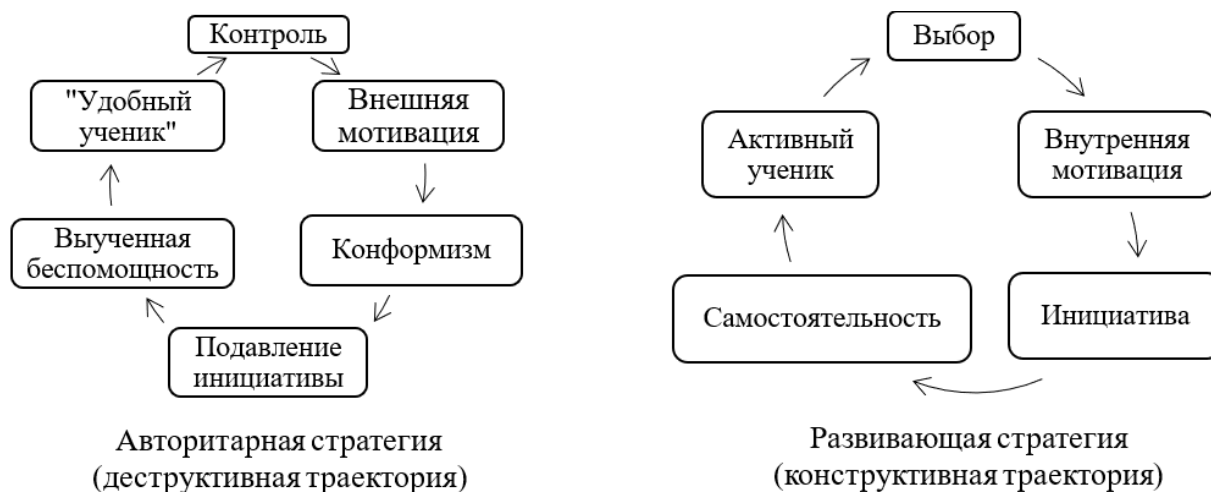 Контроль
"Удобный
ученик"
Внешняя
мотивация
Выученная
беспомощность
Конформизм
Подавление
инициативы
Авторитарная стратегия
(деструктивная траектория)
Выбор
Активный
ученик
Внутренняя
мотивация
Самостоятельность
Инициатива
Развивающая стратегия
(конструктивная траектория)